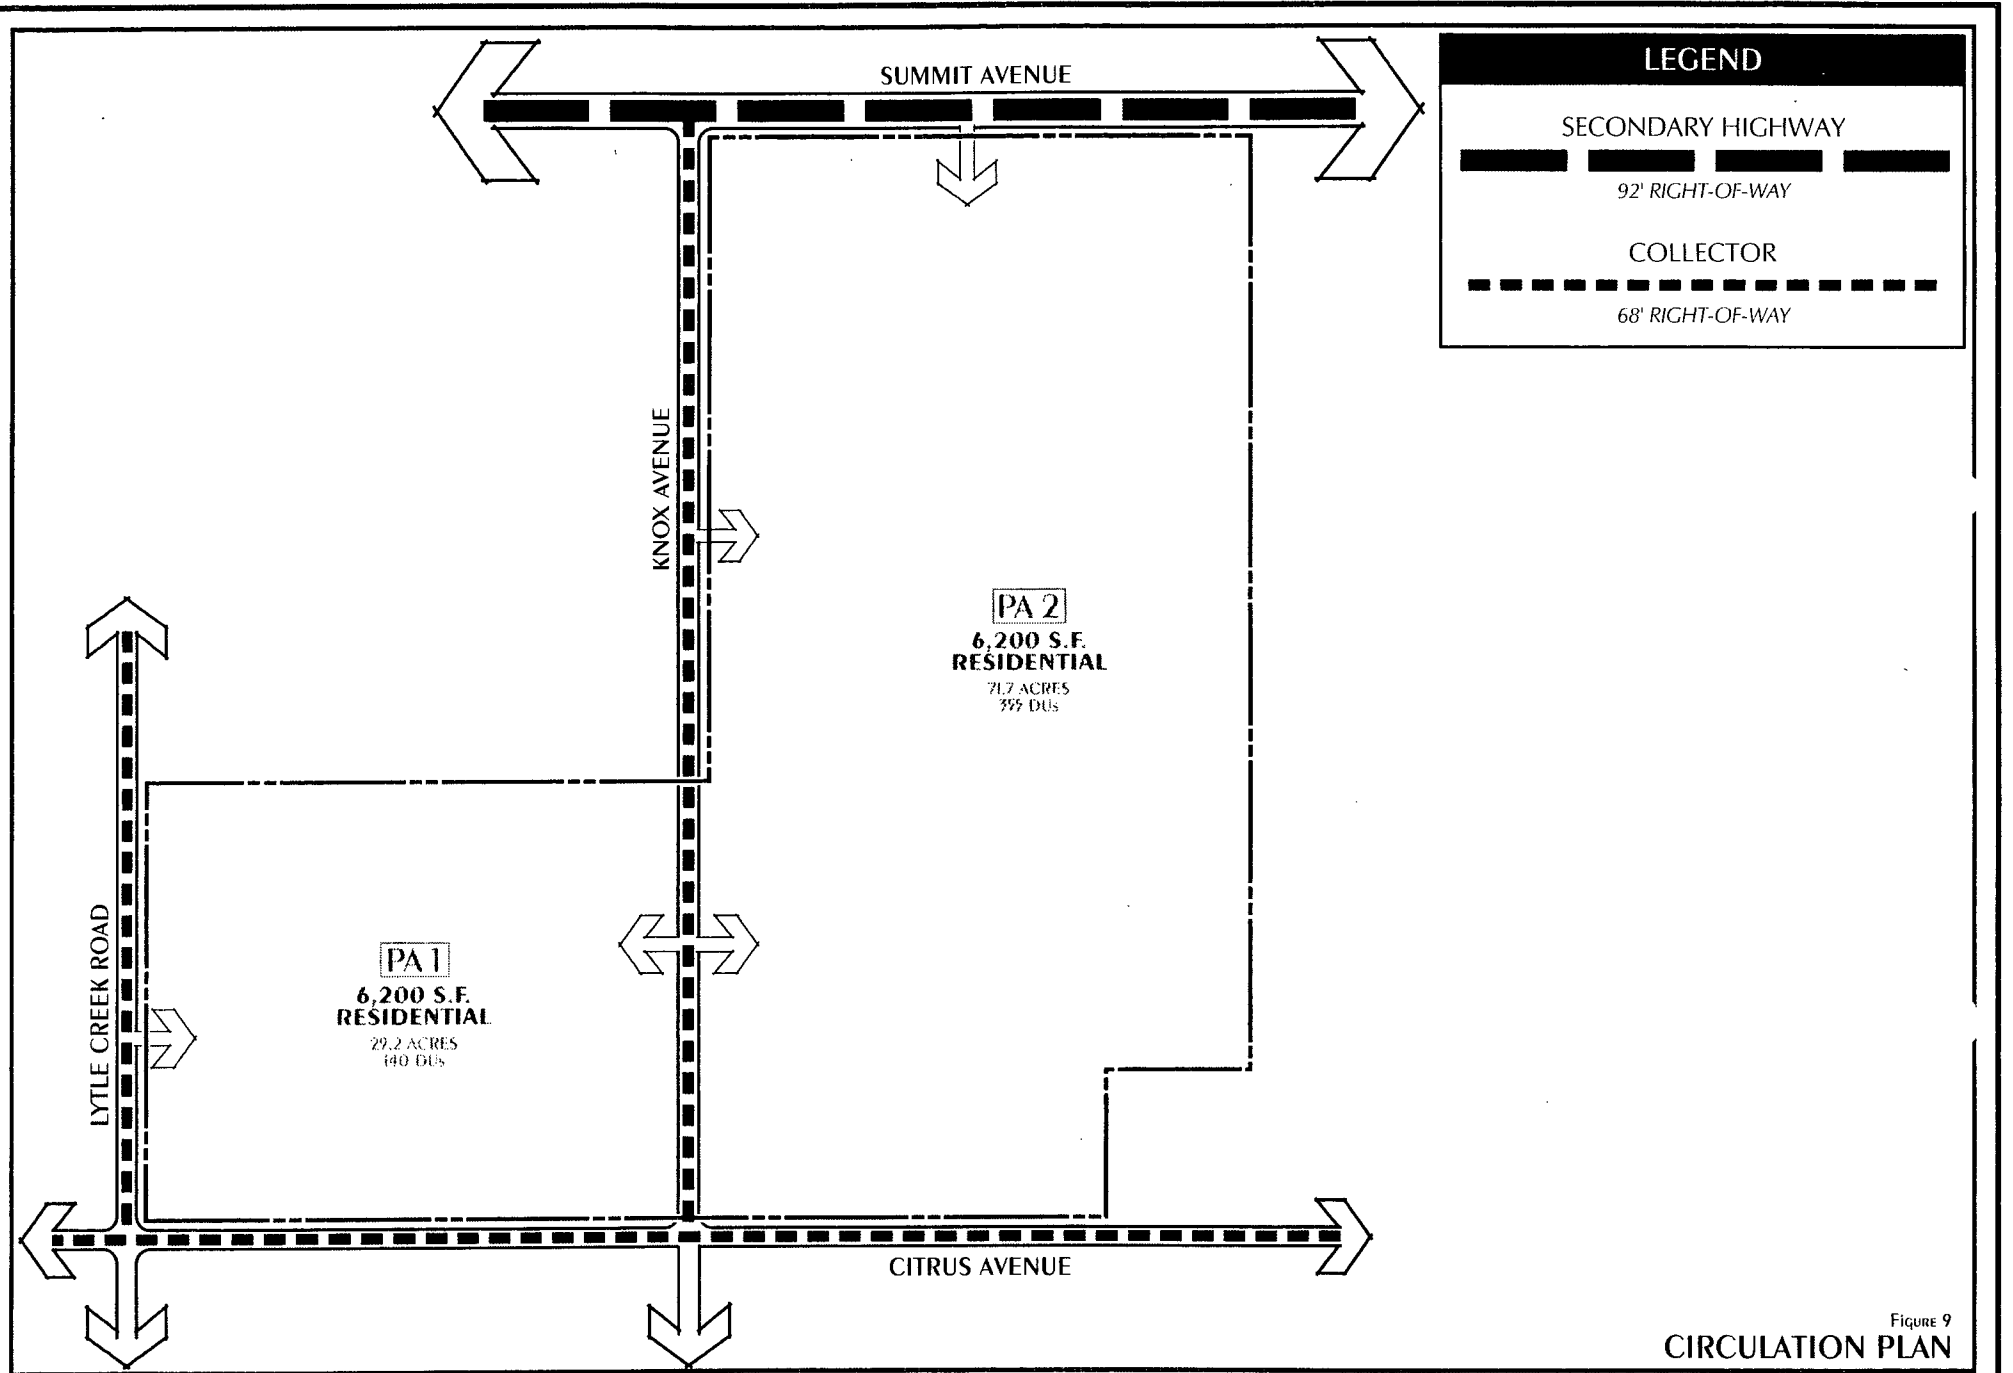 SUMMIT AVENUE
LEGEND
SECONDARY HIGHWAY
92' RIGHT-OF-WAY
COLLECTOR
68' RIGHT-OF-WAY
KNOX AVENUE
PA 2
6,200 S.F.
RESIDENTIAL
71.7 ACRES
DUs
LYTLE CREEK ROAD
PA 1
6,200 S.F.
RESIDENTIAL
29.2 ACRES
140 DUs
CITRUS AVENUE
Figure 9
CIRCULATION PLAN